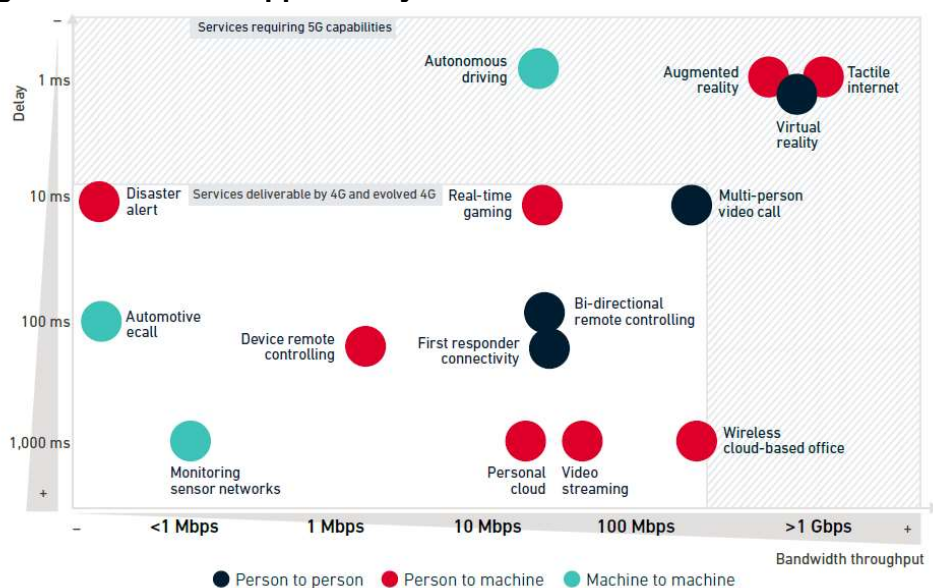 Services requiring 5G capabilities
Autonomous
driving
Augmented
reality
Tactile
internet
Virtual
reality
Delay
–
1 ms
10 ms
100 ms
1,000 ms
+
Disaster
alert
Services deliverable by 4G and evolved 4G
Real-time
gaming
Multi-person
video call
Automotive
ecall
Device remote
controlling
Bi-directional
remote controlling
First responder
connectivity
Monitoring
sensor networks
Personal
cloud
Video
streaming
Wireless
cloud-based office
–
<1 Mbps
1 Mbps
10 Mbps
100 Mbps
>1 Gbps
+
Bandwidth throughput
Person to person
Person to machine
Machine to machine